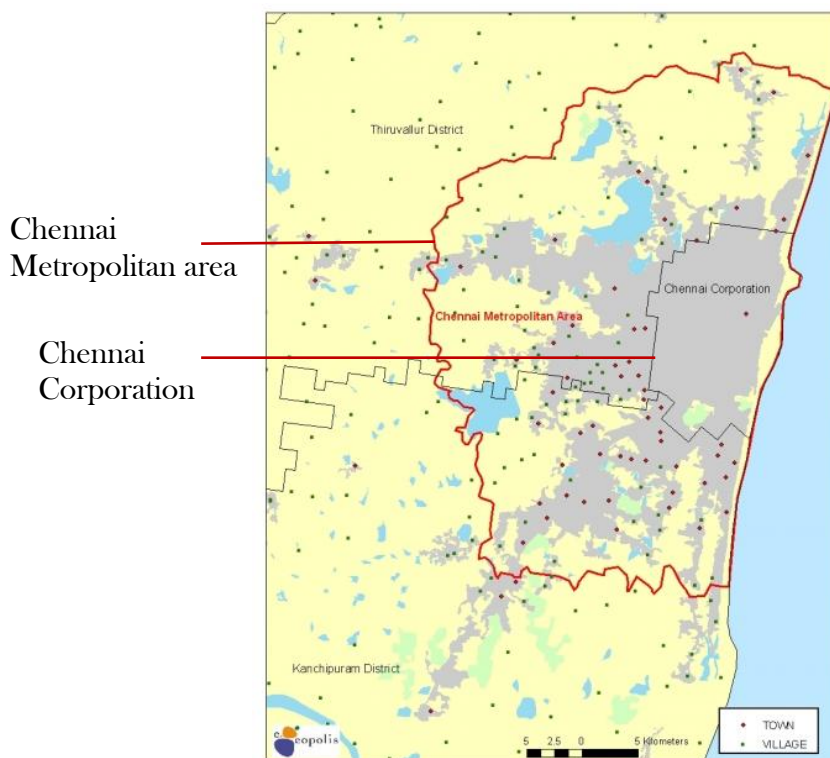 Thiruvallur District
Chennai
Metropolitan area
Chennai Corporation
Chennai Metropolitan Area
Chennai
Corporation
Kanchipuram District
e
copolis
5 2.5 0 5 Kilometers
TOWN
VILLAGE